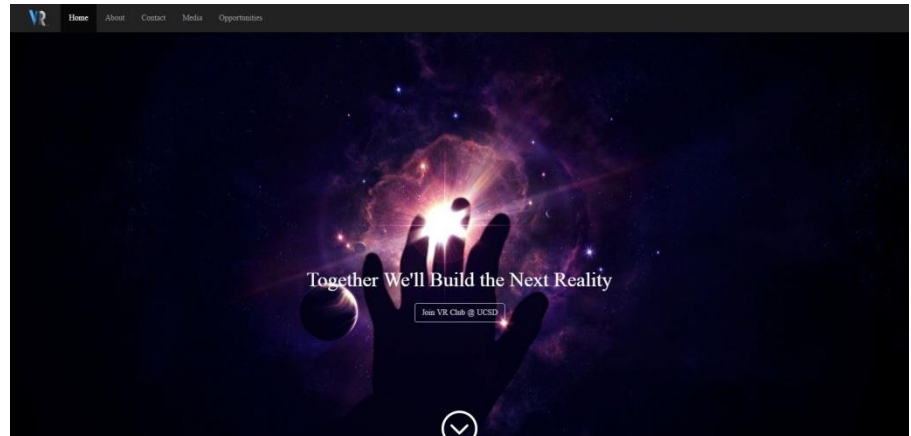 VR
Home About Contact Media Opportunities
Together We'll Build the Next Reality
Join VR Club @ UCSD